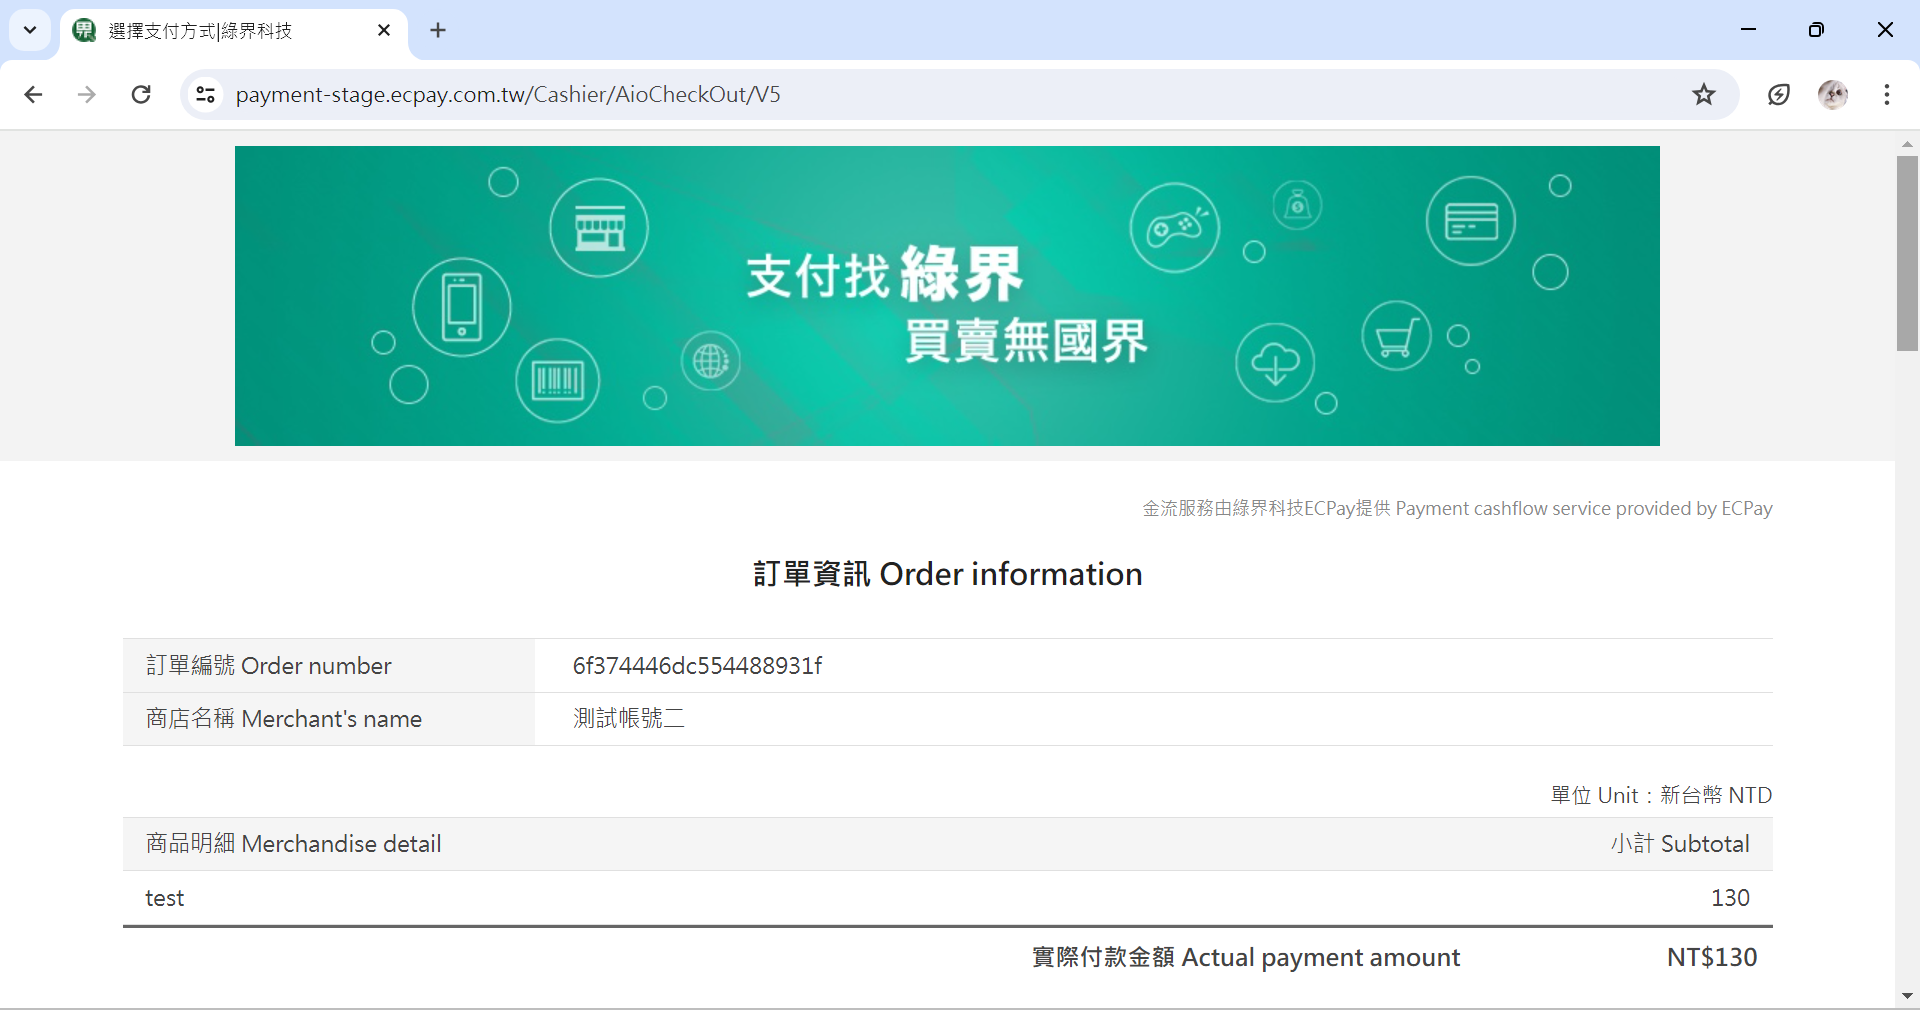 選擇支付方式|綠界科技
payment-stage.ecpay.com.tw/Cashier/AioCheckOut/V5
支付找 綠界
買賣無國界
金流服務由綠界科技ECPay提供 Payment cashflow service provided by ECPay
訂單資訊 Order information
訂單編號 Order number 6f374446dc554488931f
商店名稱 Merchant's name 測試帳號二
單位 Unit：新台幣 NTD
商品明細 Merchandise detail 小計 Subtotal
test 130
實際付款金額 Actual payment amount NT$130